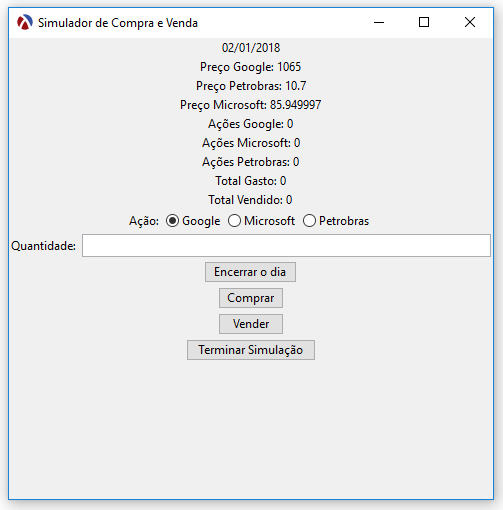 Simulador de Compra e Venda
02/01/2018
Preço Google: 1065
Preço Petrobras: 10.7
Preço Microsoft: 85.949997
Ações Google: 0
Ações Microsoft: 0
Ações Petrobras: 0
Total Gasto: 0
Total Vendido: 0
Ação: Google Microsoft Petrobras
Quantidade:
Encerrar o dia
Comprar
Vender
Terminar Simulação